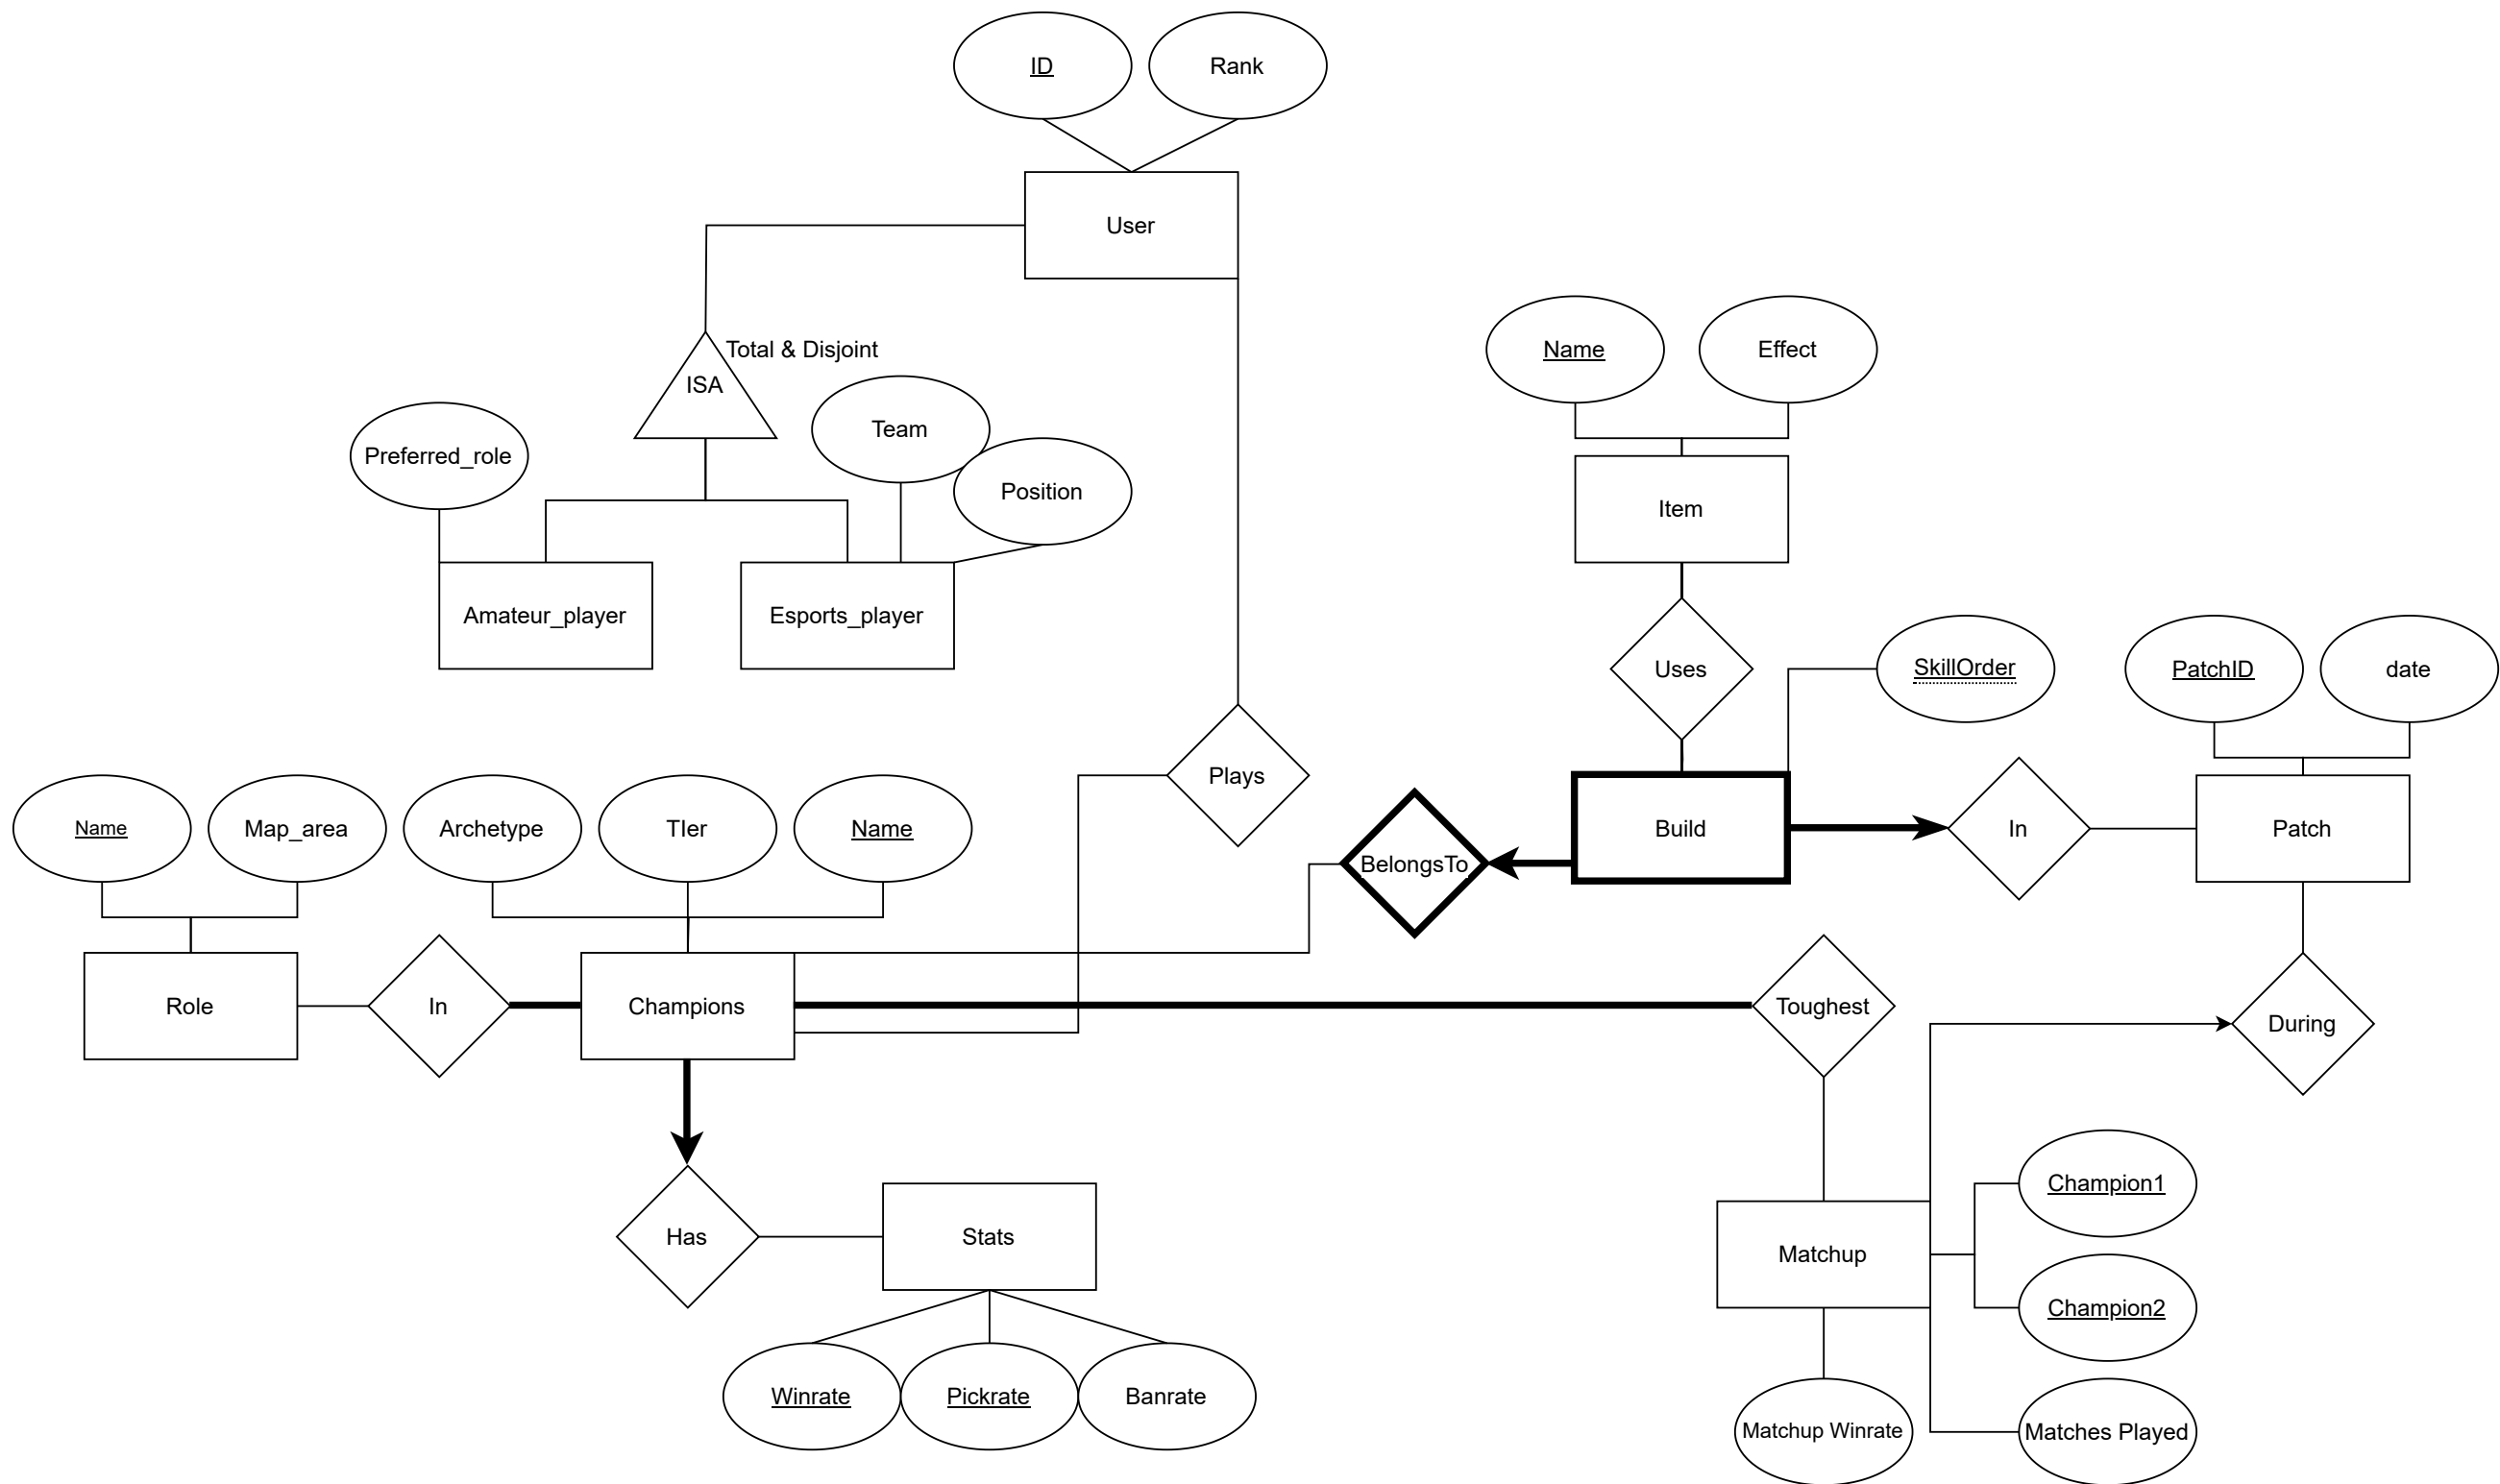 ID
Rank
User
Total & Disjoint
ISA
Name
Effect
Team
Preferred_role
Position
Item
Amateur_player
Esports_player
Uses
SkillOrder
PatchID
date
Plays
Name
Map_area
Archetype
TIer
Name
BelongsTo
Build
In
Patch
Role
In
Champions
Toughest
During
Has
Stats
Champion1
Matchup
Champion2
Winrate
Pickrate
Banrate
Matchup Winrate
Matches Played